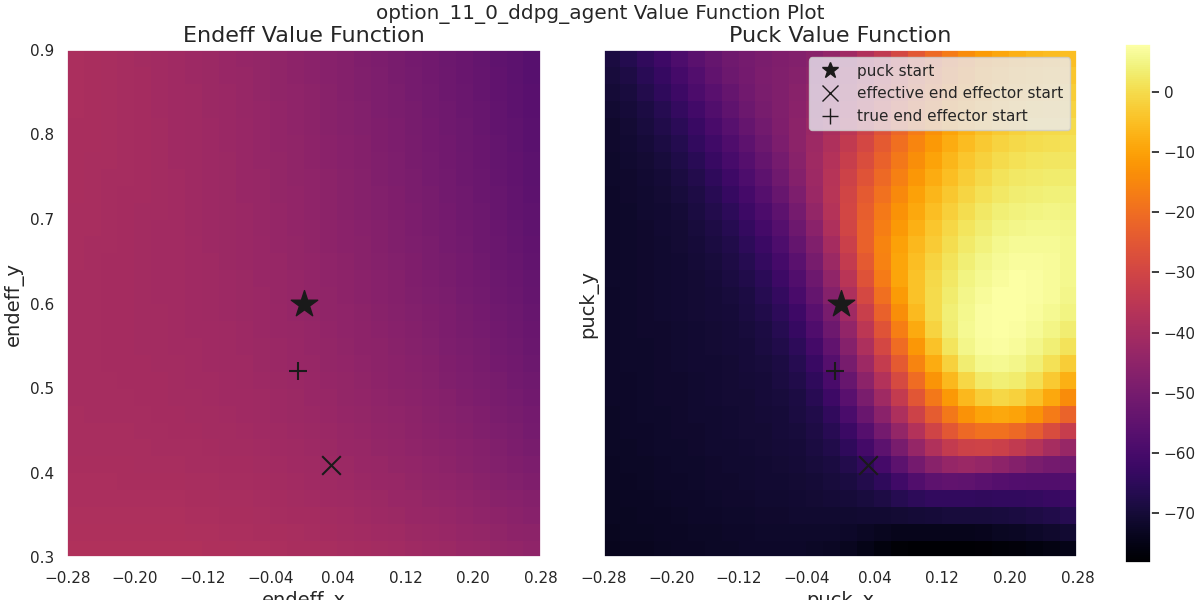 option_11_0_ddpg_agent Value Function Plot
Endeff Value Function
Puck Value Function
endeff_y
0.9
0.8
0.7
0.6
0.5
0.4
0.3
−0.28 −0.20 −0.12 −0.04 0.04 0.12 0.20 0.28
endeff_x
puck_y
puck start
effective end effector start
true end effector start
−0.28 −0.20 −0.12 −0.04 0.04 0.12 0.20 0.28
puck_x
0
−10
−20
−30
−40
−50
−60
−70